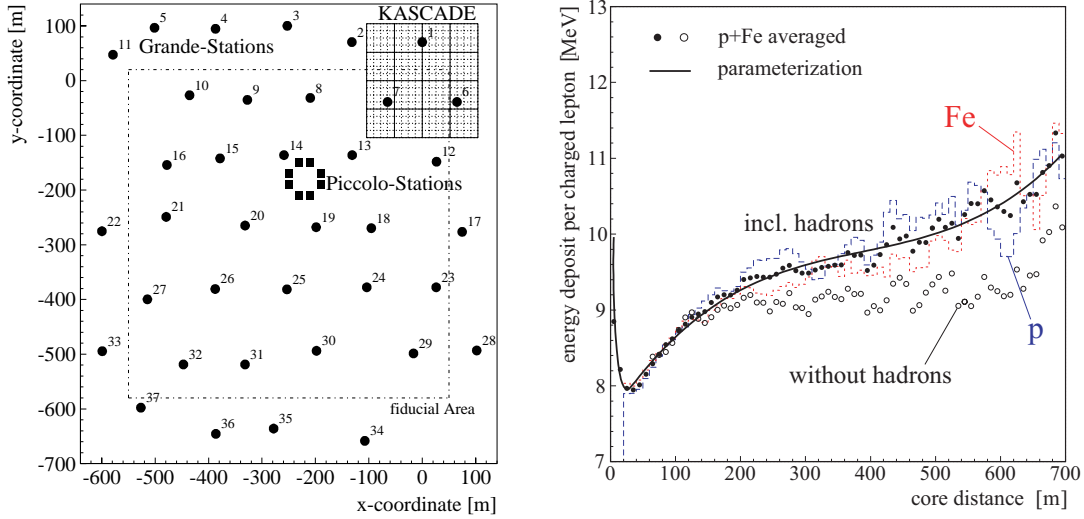 y-coordinate [m]
100
0
-100
-200
-300
-400
-500
-600
-700
-600 -500 -400 -300 -200 -100 0 100
x-coordinate [m]
KASCADE
5 4 3 2 1
11
Grande-Stations
10 9 8 7 6
16 15 14 13 12
Piccolo-Stations
22 21 20 19 18 17
27 26 25 24 23
33 32 31 30 29 28
fiducial Area
37 36 35 34
energy deposit per charged lepton [MeV]
13
12
11
10
9
8
7
0 100 200 300 400 500 600 700
core distance [m]
p+Fe averaged
parameterization
Fe
incl. hadrons
p
without hadrons